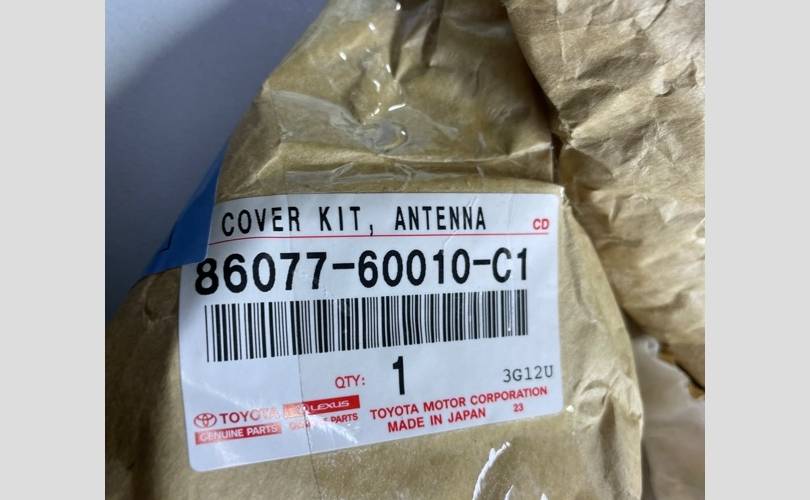 COVER KIT, ANTENNA
CD
86077-60010-C1
QTY: 1
3G12U
TOYOTA LEXUS
GENUINE PARTS PARTS
TOYOTA MOTOR CORPORATION
MADE IN JAPAN 23